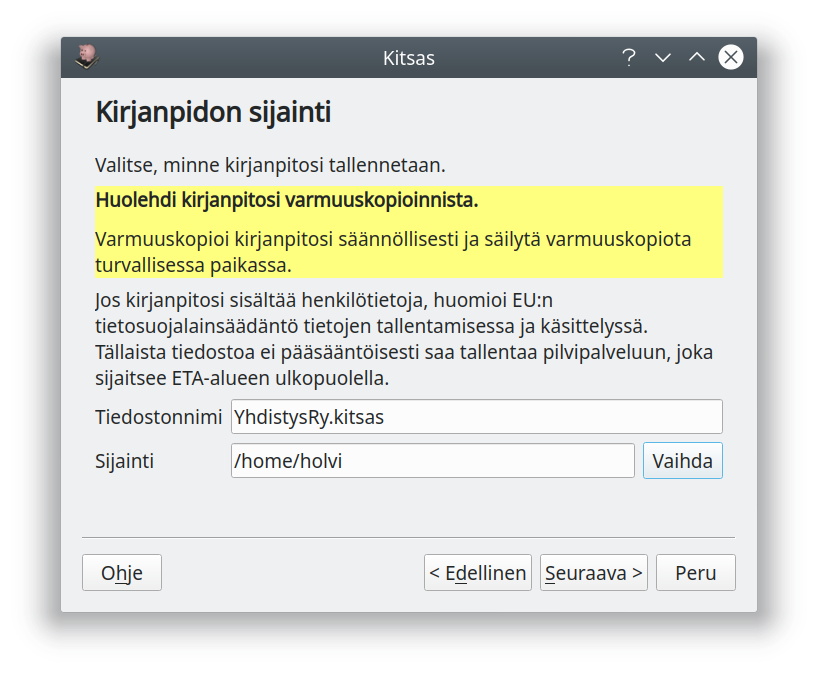 Kitsas
Kirjanpidon sijainti
Valitse, minne kirjanpitosi tallennetaan.
Huolehdi kirjanpitosi varmuuskopioinnista.
Varmuuskopioi kirjanpitosi säännöllisesti ja säilytä varmuuskopiota
turvallisessa paikassa.
Jos kirjanpitosi sisältää henkilötietoja, huomioi EU:n
tietosuojalainsäädäntö tietojen tallentamisessa ja käsittelyssä.
Tällaista tiedostoa ei pääsääntöisesti saa tallentaa pilvipalveluun, joka
sijaitsee ETA-alueen ulkopuolella.
Tiedostonnimi YhdistysRy.kitsas
Sijainti /home/holvi Vaihda
Ohje < Edellinen Seuraava > Peru